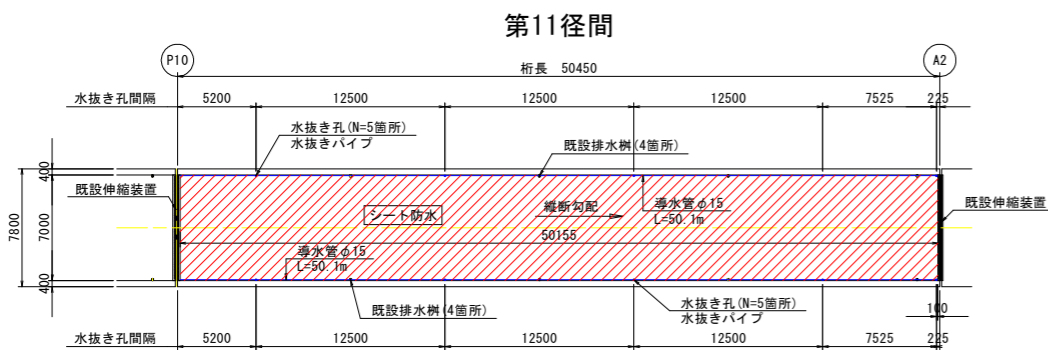 第11径間
P10
A2
桁長 50450
水抜き孔間隔
5200
12500
12500
12500
7525
225
水抜き孔(N=5箇所)
水抜きパイプ
既設排水桝(4箇所)
400
7000
400
7800
既設伸縮装置
シート防水
縦断勾配
導水管φ15
L=50.1m
既設伸縮装置
50155
導水管φ15
L=50.1m
既設排水桝(4箇所)
水抜き孔(N=5箇所)
水抜きパイプ
100
水抜き孔間隔
5200
12500
12500
12500
7525
225